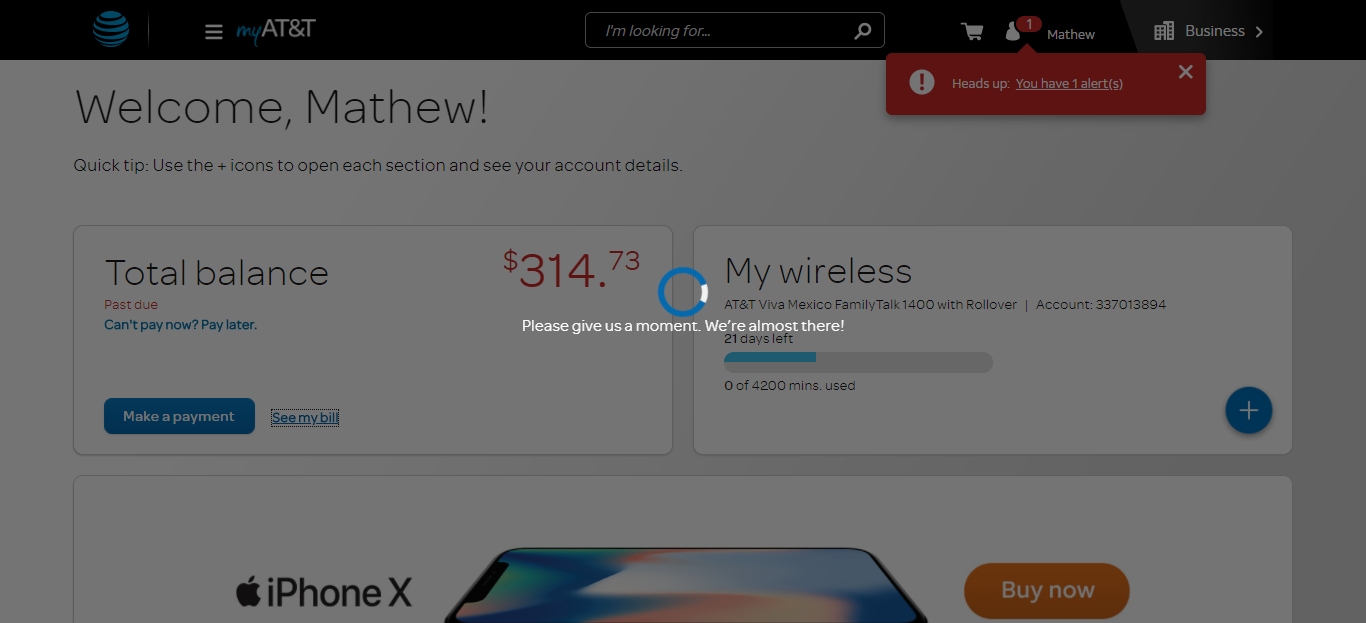 myAT&T
I'm looking for...
1
Mathew
Business
Heads up: You have 1 alert(s)
Welcome, Mathew!
Quick tip: Use the + icons to open each section and see your account details.
Total balance
$314.73
Past due
Can't pay now? Pay later.
Make a payment
See my bill
My wireless
AT&T Viva Mexico FamilyTalk 1400 with Rollover | Account: 337013894
Please give us a moment. We're almost there!
21 days left
0 of 4200 mins. used
iPhone X
Buy now